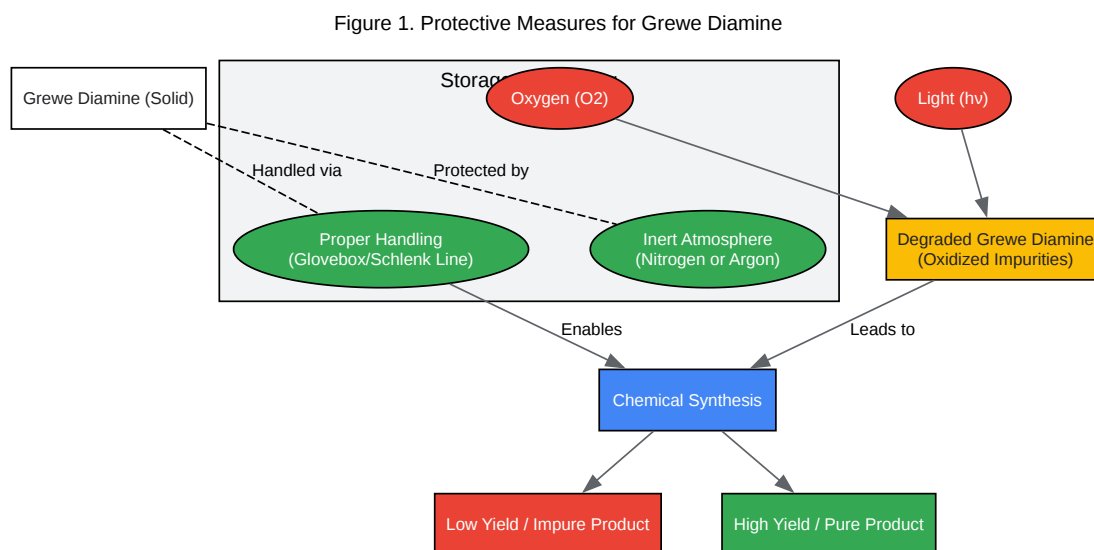 Figure 1. Protective Measures for Grewe Diamine
Grewe Diamine (Solid)
Oxygen (O2)
Light (hν)
Handled via
Protected by
Proper Handling
(Glovebox/Schlenk Line)
Inert Atmosphere
(Nitrogen or Argon)
Degraded Grewe Diamine
(Oxidized Impurities)
Enables
Leads to
Chemical Synthesis
Low Yield / Impure Product
High Yield / Pure Product